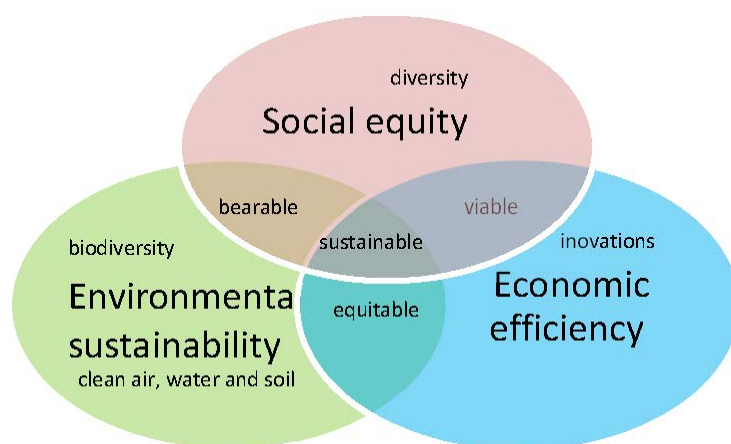 diversity
Social equity
bearable
viable
sustainable
biodiversity
inovations
Environmenta
sustainability
clean air, water and soil
Economic
efficiency
equitable